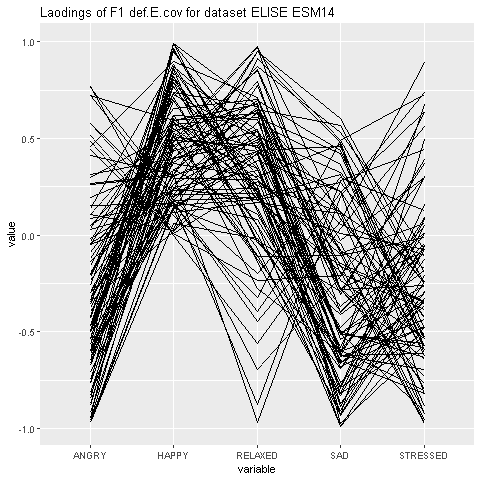 Laodings of F1 def.E.cov for dataset ELISE ESM14
1.0
0.5
0.0
-0.5
-1.0
value
ANGRY HAPPY RELAXED SAD STRESSED
variable